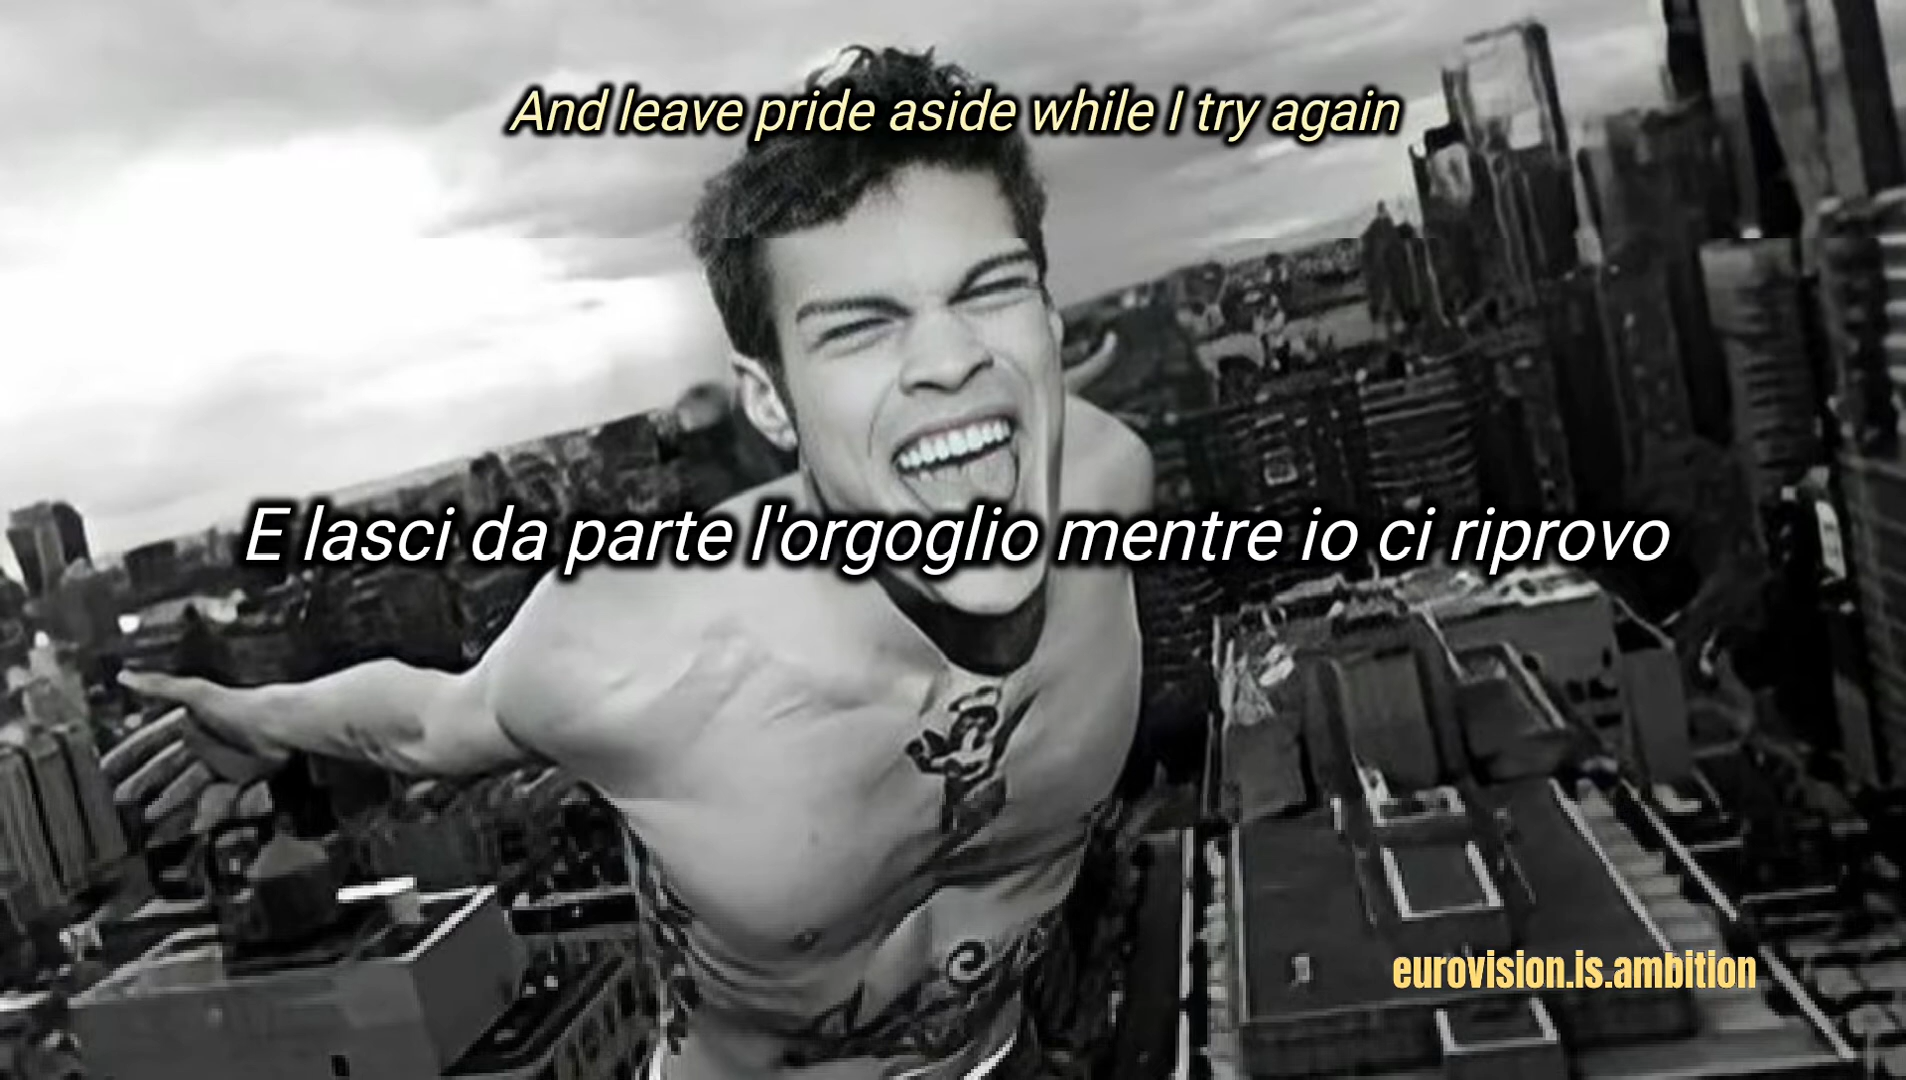 And leave pride aside while I try again
E lasci da parte l'orgoglio mentre io ci riprovo
eurovision.is.ambition